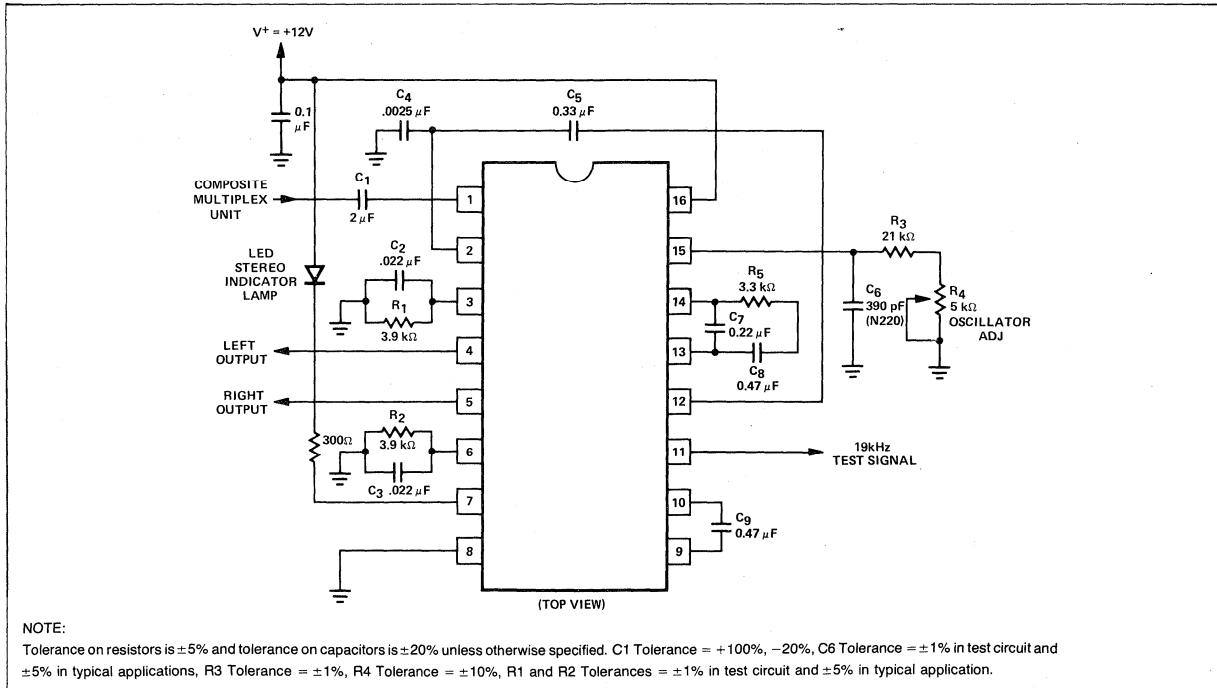 V+ = +12V
0.1
μF
C4
.0025 μF
C5
0.33 μF
COMPOSITE
MULTIPLEX
UNIT
C1
2 μF
LED
STEREO
INDICATOR
LAMP
C2
.022 μF
R1
3.9 kΩ
LEFT
OUTPUT
RIGHT
OUTPUT
300Ω
R2
3.9 kΩ
C3 .022 μF
1
2
3
4
5
6
7
8
16
15
14
13
12
11
10
9
R3
21 kΩ
R5
3.3 kΩ
C6
390 pF
(N220)
R4
5 kΩ
OSCILLATOR
ADJ
C7
0.22 μF
C8
0.47 μF
19kHz
TEST SIGNAL
C9
0.47 μF
(TOP VIEW)
NOTE:
Tolerance on resistors is ±5% and tolerance on capacitors is ±20% unless otherwise specified. C1 Tolerance = +100%, −20%, C6 Tolerance = ±1% in test circuit and
±5% in typical applications, R3 Tolerance = ±1%, R4 Tolerance = ±10%, R1 and R2 Tolerances = ±1% in test circuit and ±5% in typical application.